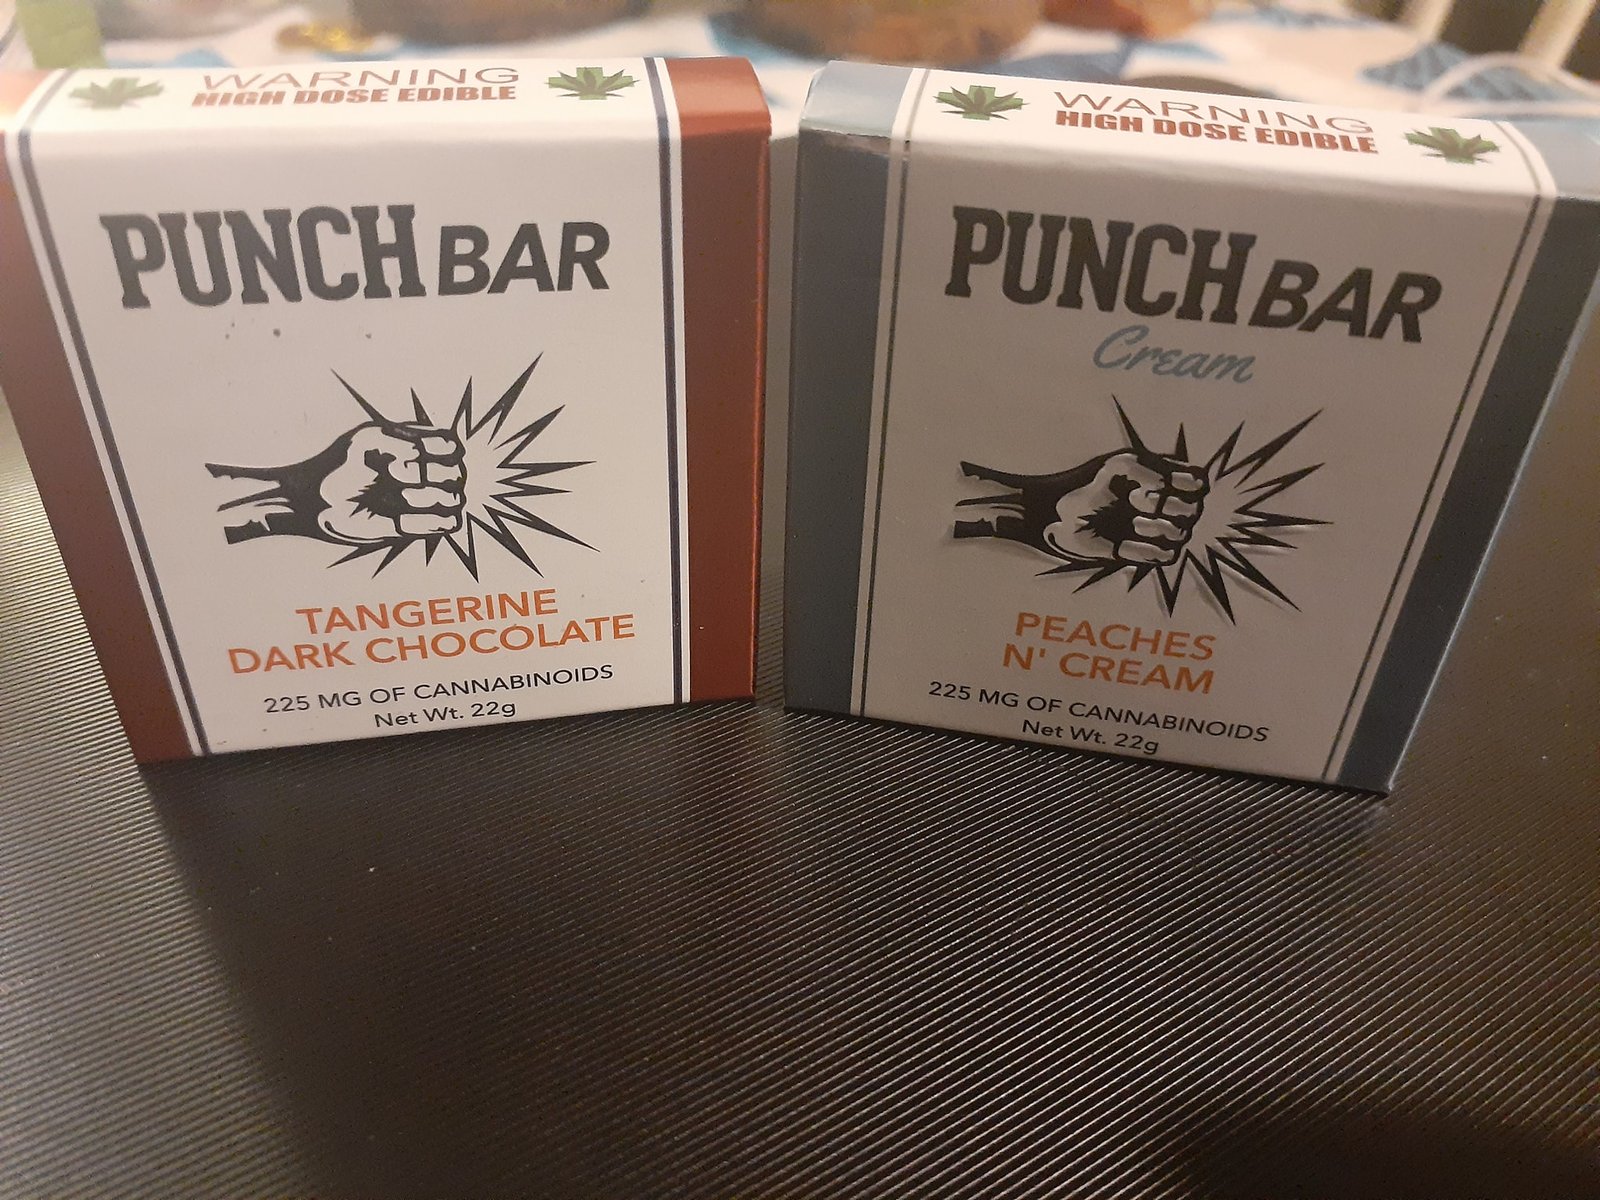 WARNING
HIGH DOSE EDIBLE
PUNCH BAR
TANGERINE
DARK CHOCOLATE
225 MG OF CANNABINOIDS
Net Wt. 22g
WARNING
HIGH DOSE EDIBLE
PUNCH BAR
Cream
PEACHES
N' CREAM
225 MG OF CANNABINOIDS
Net Wt. 22g